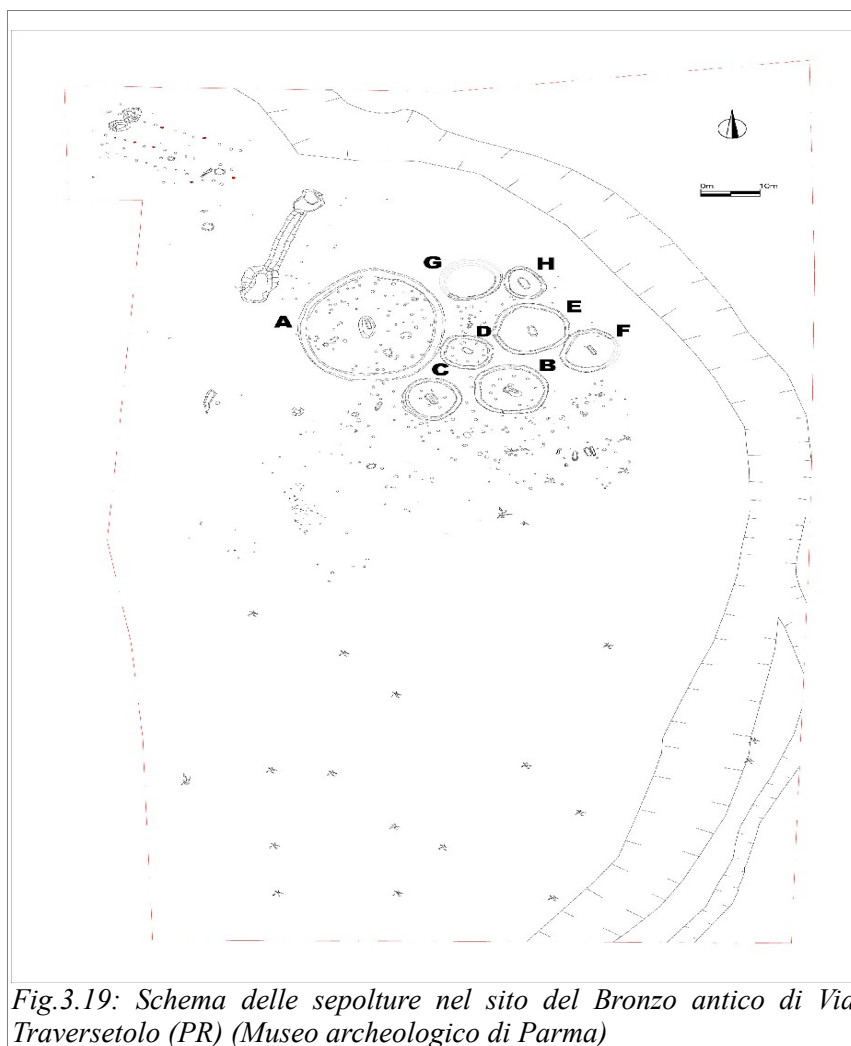 0m 10m
G
H
E
A
D
F
B
C
Fig.3.19: Schema delle sepolture nel sito del Bronzo antico di Via
Traversetolo (PR) (Museo archeologico di Parma)